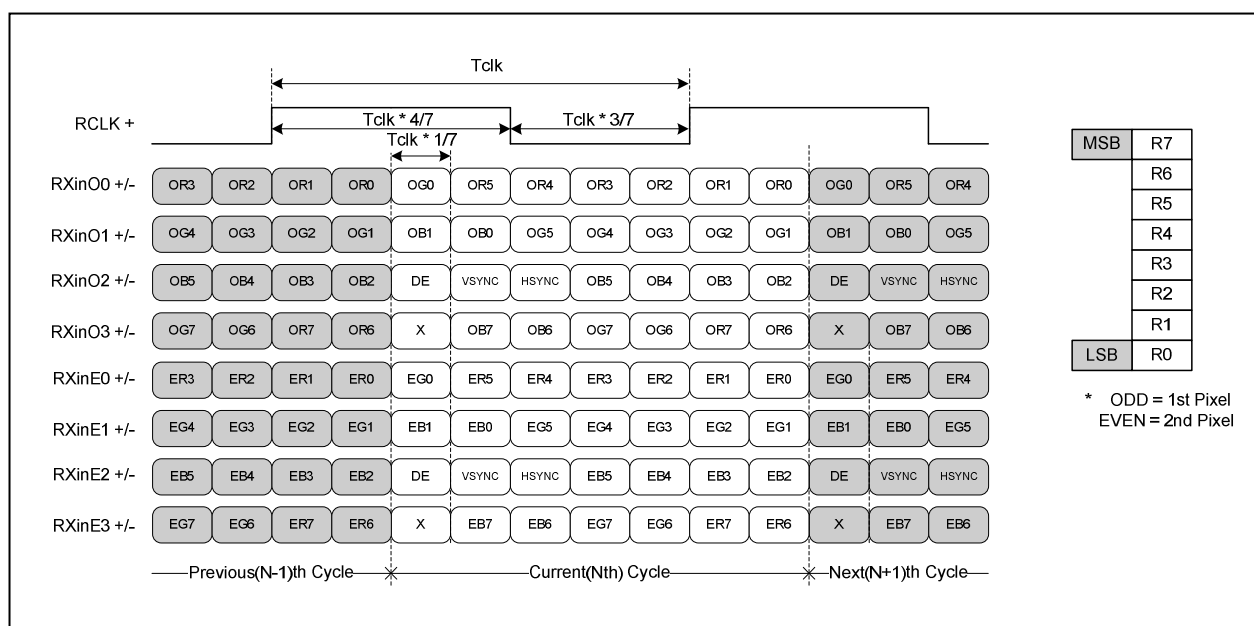 Tclk
RCLK +
Tclk * 4/7
Tclk * 3/7
Tclk * 1/7
RXinO0 +/- OR3 OR2 OR1 OR0 OG0 OR5 OR4 OR3 OR2 OR1 OR0 OG0 OR5 OR4
RXinO1 +/- OG4 OG3 OG2 OG1 OB1 OB0 OG5 OG4 OG3 OG2 OG1 OB1 OB0 OG5
RXinO2 +/- OB5 OB4 OB3 OB2 DE VSYNC HSYNC OB5 OB4 OB3 OB2 DE VSYNC HSYNC
RXinO3 +/- OG7 OG6 OR7 OR6 X OB7 OB6 OG7 OG6 OR7 OR6 X OB7 OB6
RXinE0 +/- ER3 ER2 ER1 ER0 EG0 ER5 ER4 ER3 ER2 ER1 ER0 EG0 ER5 ER4
RXinE1 +/- EG4 EG3 EG2 EG1 EB1 EB0 EG5 EG4 EG3 EG2 EG1 EB1 EB0 EG5
RXinE2 +/- EB5 EB4 EB3 EB2 DE VSYNC HSYNC EB5 EB4 EB3 EB2 DE VSYNC HSYNC
RXinE3 +/- EG7 EG6 ER7 ER6 X EB7 EB6 EG7 EG6 ER7 ER6 X EB7 EB6
Previous(N-1)th Cycle Current(Nth) Cycle Next(N+1)th Cycle
MSB R7
R6
R5
R4
R3
R2
R1
LSB R0
* ODD = 1st Pixel
EVEN = 2nd Pixel